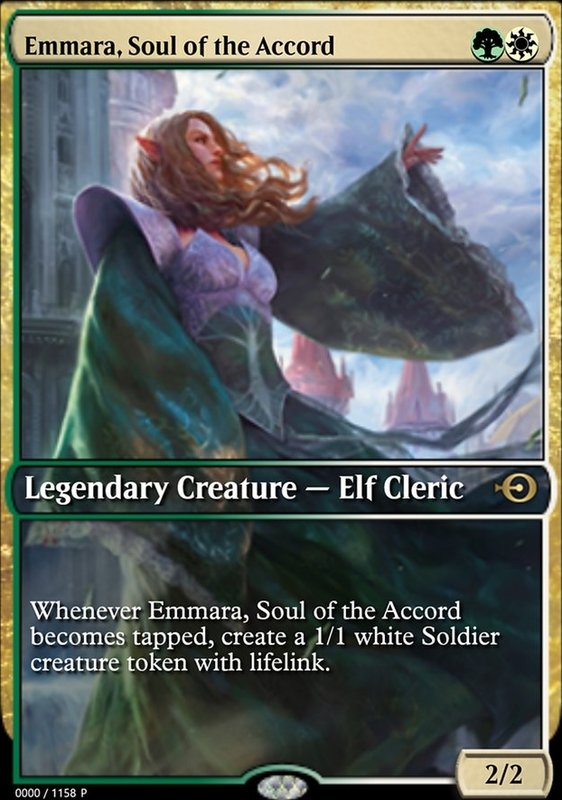 Emmara, Soul of the Accord
Legendary Creature — Elf Cleric
Whenever Emmara, Soul of the Accord
becomes tapped, create a 1/1 white Soldier
creature token with lifelink.
2/2
0000 / 1158 P